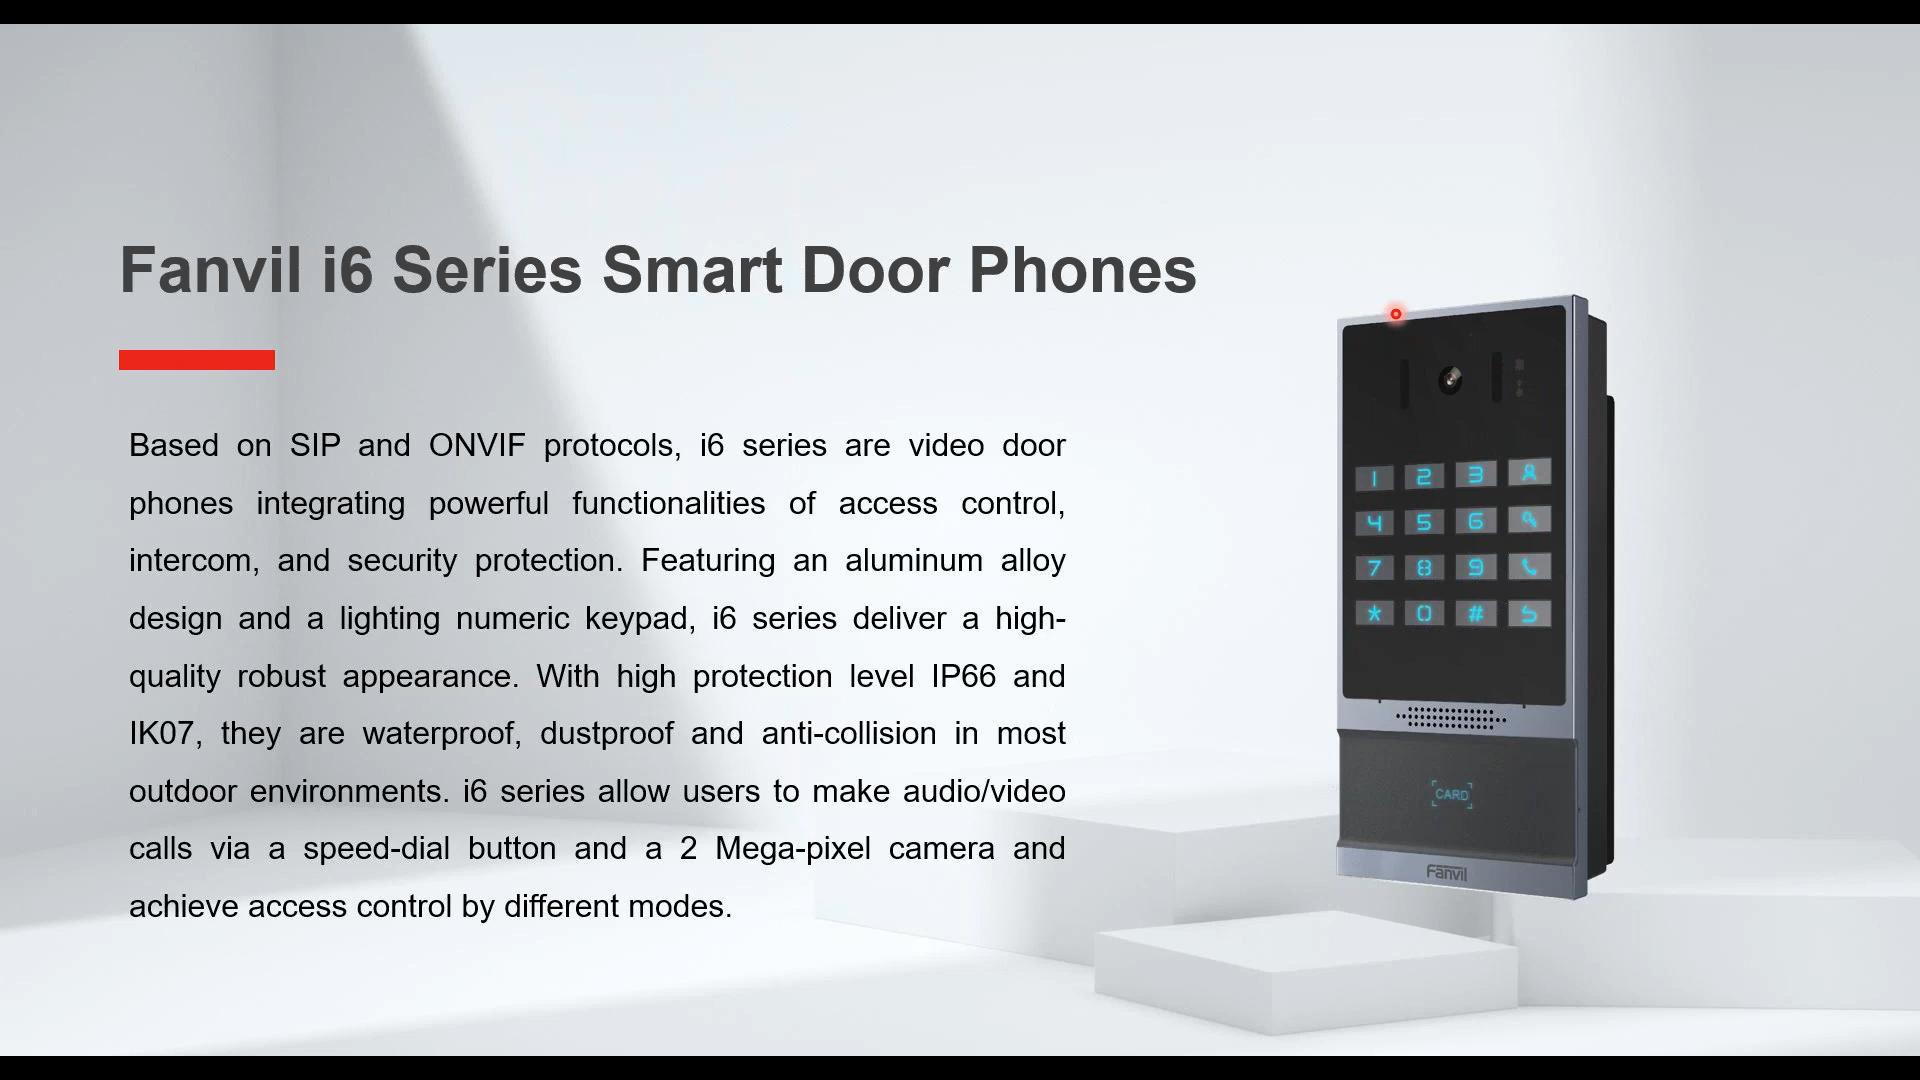 Fanvil i6 Series Smart Door Phones
Based on SIP and ONVIF protocols, i6 series are video door
phones integrating powerful functionalities of access control,
intercom, and security protection. Featuring an aluminum alloy
design and a lighting numeric keypad, i6 series deliver a high-
quality robust appearance. With high protection level IP66 and
IK07, they are waterproof, dustproof and anti-collision in most
outdoor environments. i6 series allow users to make audio/video
calls via a speed-dial button and a 2 Mega-pixel camera and
achieve access control by different modes.
1 2 3
4 5 6
7 8 9
* 0 #
CARD
Fanvil